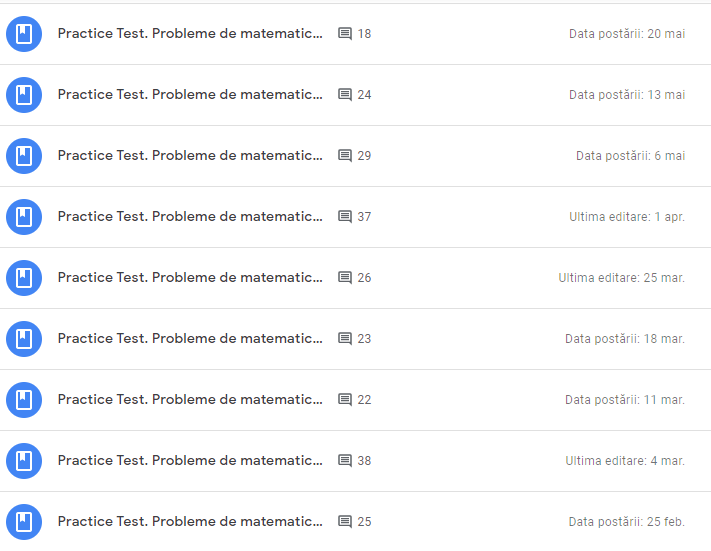 Practice Test. Probleme de matematic... 18 Data postării: 20 mai
Practice Test. Probleme de matematic... 24 Data postării: 13 mai
Practice Test. Probleme de matematic... 29 Data postării: 6 mai
Practice Test. Probleme de matematic... 37 Ultima editare: 1 apr.
Practice Test. Probleme de matematic... 26 Ultima editare: 25 mar.
Practice Test. Probleme de matematic... 23 Data postării: 18 mar.
Practice Test. Probleme de matematic... 22 Data postării: 11 mar.
Practice Test. Probleme de matematic... 38 Ultima editare: 4 mar.
Practice Test. Probleme de matematic... 25 Data postării: 25 feb.